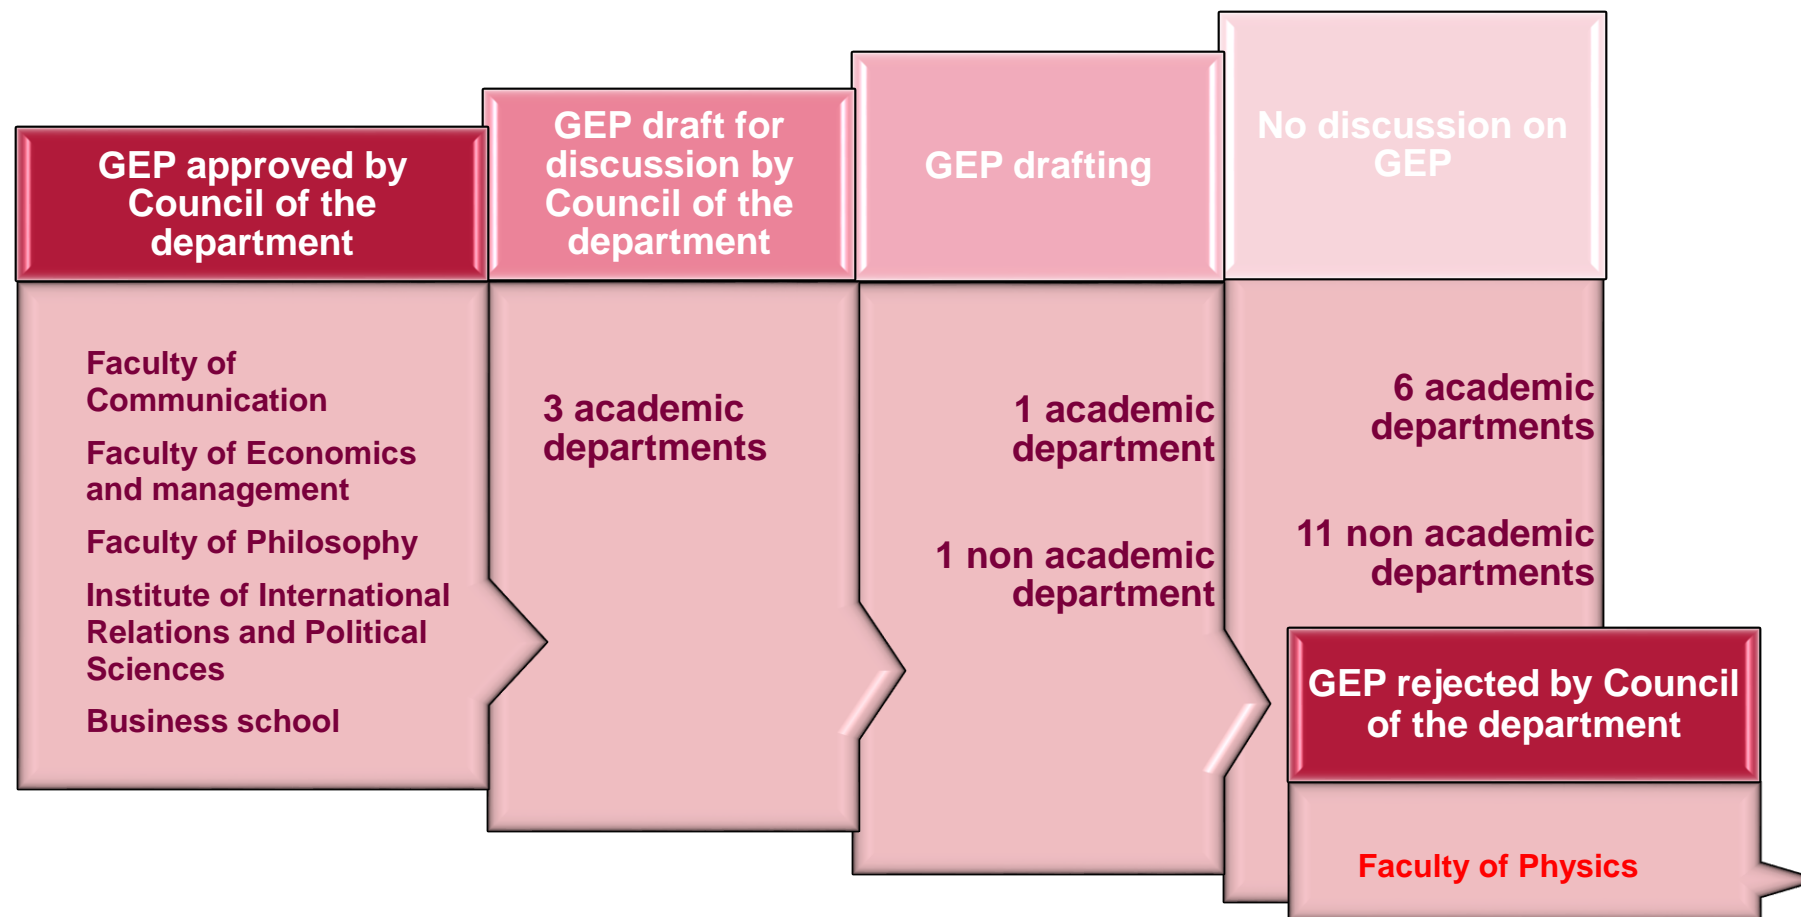 GEP approved by
Council of the
department
Faculty of
Communication
Faculty of Economics
and management
Faculty of Philosophy
Institute of International
Relations and Political
Sciences
Business school
GEP draft for
discussion by
Council of the
department
3 academic
departments
GEP drafting
1 academic
department
1 non academic
department
No discussion on
GEP
6 academic
departments
11 non academic
departments
GEP rejected by Council
of the department
Faculty of Physics